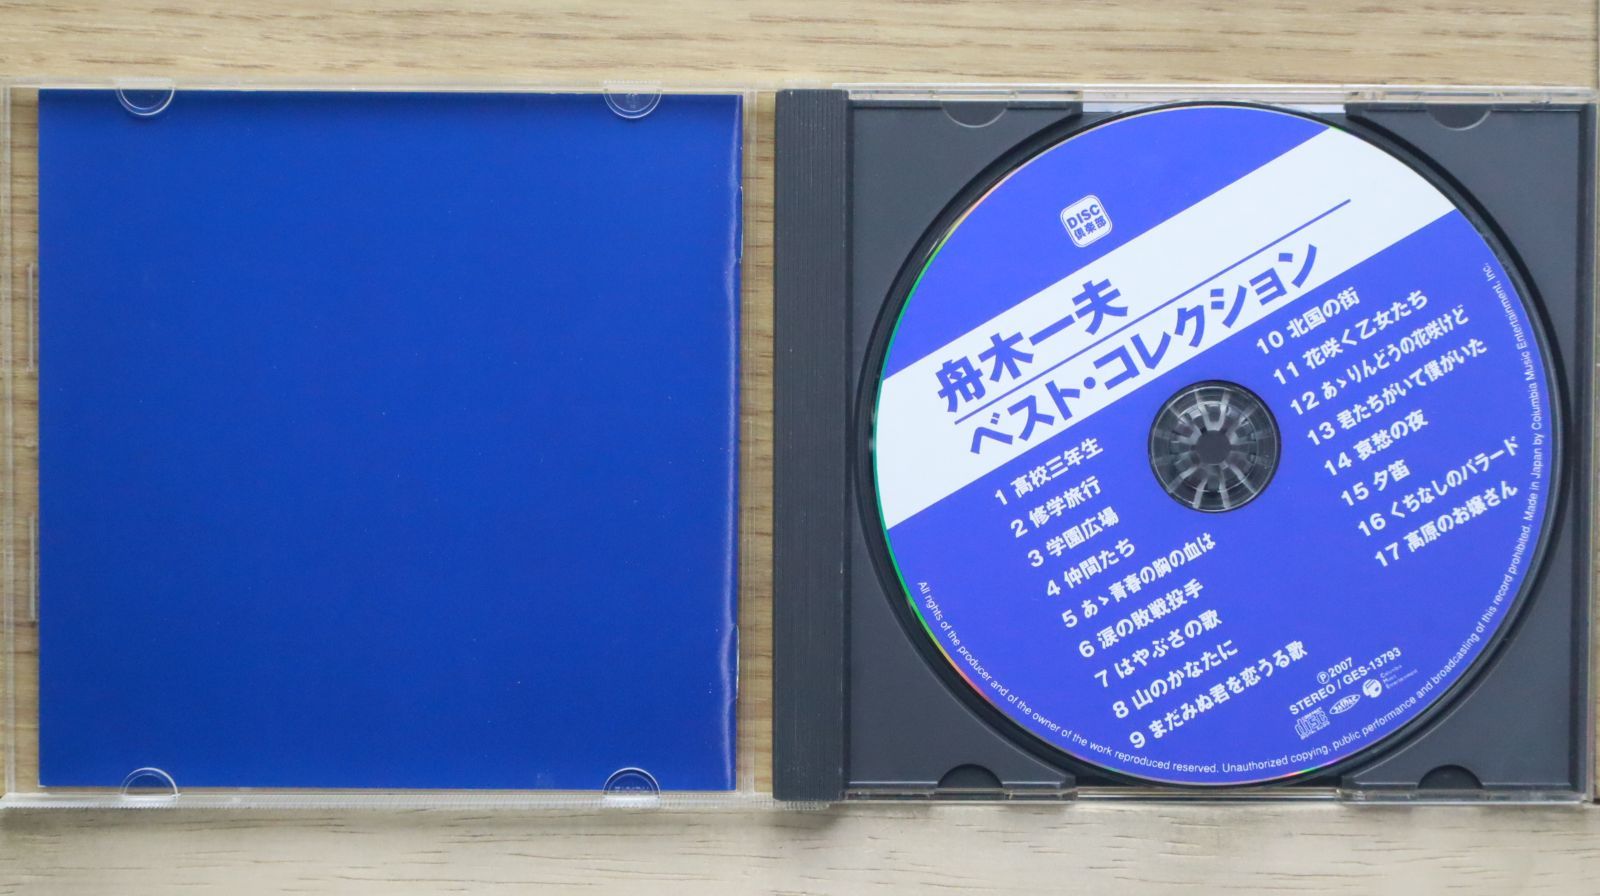 DISC
倶楽部
舟木一夫
ベスト・コレクション
1 高校三年生
2 修学旅行
3 学園広場
4 仲間たち
5 あゝ青春の胸の血は
6 涙の敗戦投手
7 はやぶさの歌
8 山のかなたに
9 まだみぬ君を恋うる歌
10 北国の街
11 花咲く乙女たち
12 あゝりんどうの花咲けど
13 君たちがいて僕がいた
14 哀愁の夜
15 夕笛
16 くちなしのバラード
17 高原のお嬢さん
Ⓟ2007
STEREO / GES-13793
Columbia
Music
Entertainment
All rights of the producer and of the owner of the work reproduced reserved. Unauthorized copying, public performance and broadcasting of this record prohibited. Made in Japan by Columbia Music Entertainment, Inc.